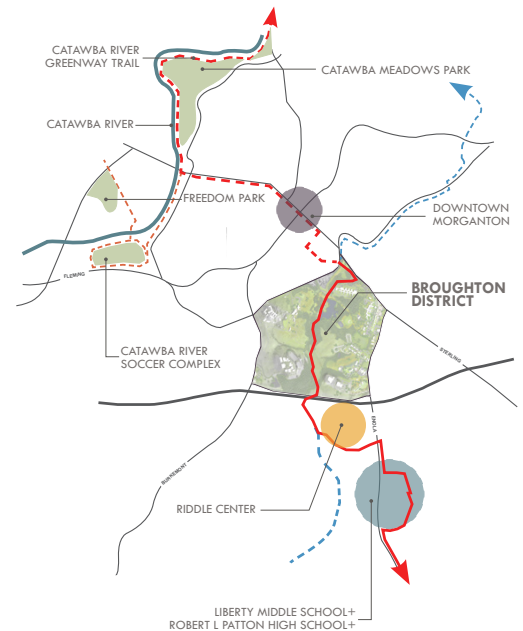 CATAWBA RIVER
GREENWAY TRAIL
CATAWBA MEADOWS PARK
CATAWBA RIVER
FREEDOM PARK
DOWNTOWN
MORGANTON
FLEMING
BROUGHTON
DISTRICT
CATAWBA RIVER
SOCCER COMPLEX
STERLING
ENOLA
BURKEMONT
RIDDLE CENTER
LIBERTY MIDDLE SCHOOL+
ROBERT L PATTON HIGH SCHOOL+